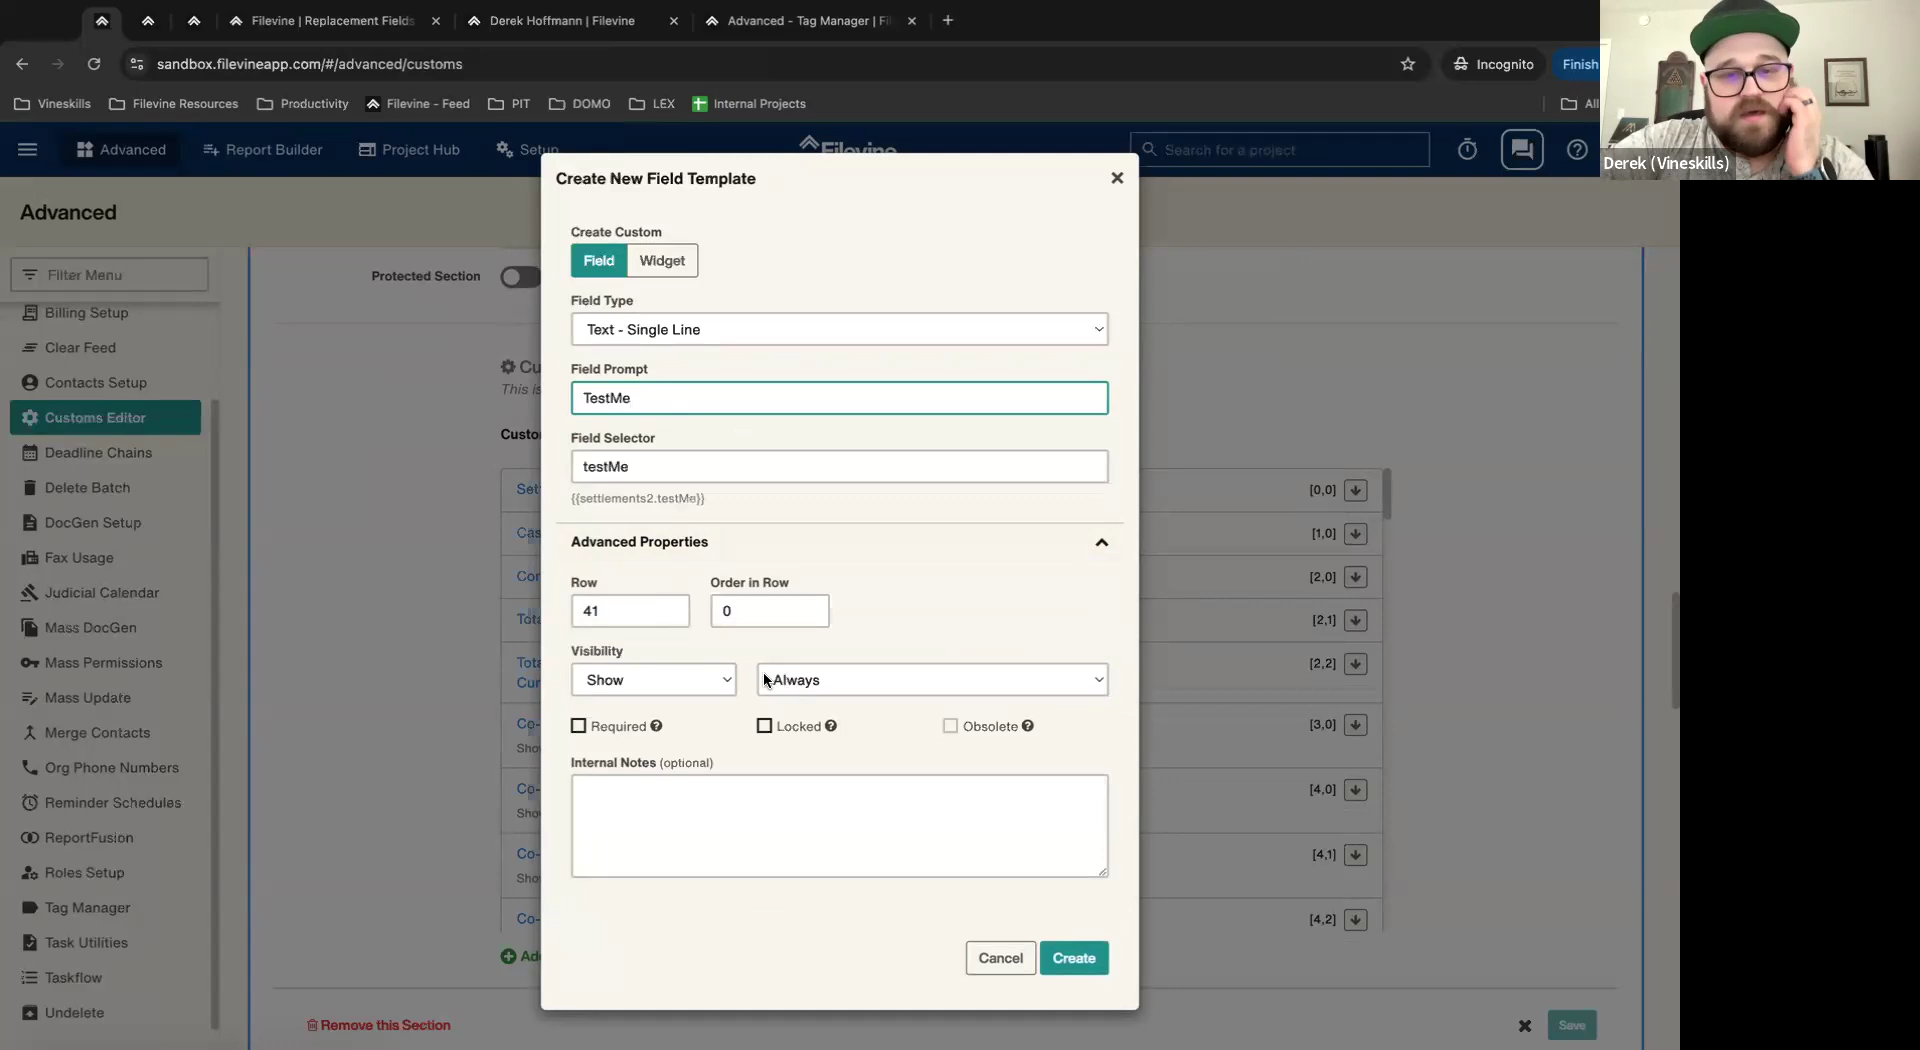 Filevine | Replacement Fields
Derek Hoffmann | Filevine
Advanced - Tag Manager | Fil
sandbox.filevineapp.com/#/advanced/customs
Incognito
Finish
Vineskills
Filevine Resources
Productivity
Filevine - Feed
PIT
DOMO
LEX
Internal Projects
All
Advanced
Report Builder
Project Hub
Setup
Filevine
Search for a project
Derek (Vineskills)
Advanced
Filter Menu
Billing Setup
Clear Feed
Contacts Setup
Customs Editor
Deadline Chains
Delete Batch
DocGen Setup
Fax Usage
Judicial Calendar
Mass DocGen
Mass Permissions
Mass Update
Merge Contacts
Org Phone Numbers
Reminder Schedules
ReportFusion
Roles Setup
Tag Manager
Task Utilities
Taskflow
Undelete
Protected Section
Cu
This is
Custo
Set
[0,0]
Cas
[1,0]
Cor
[2,0]
Tota
[2,1]
Tota
Cur
[2,2]
Co-
Sho
[3,0]
Co-
Sho
[4,0]
Co-
Sho
[4,1]
Co-
[4,2]
Add
Remove this Section
Save
Create New Field Template
Create Custom
Field
Widget
Field Type
Text - Single Line
Field Prompt
TestMe
Field Selector
testMe
{{settlements2.testMe}}
Advanced Properties
Row
Order in Row
41
0
Visibility
Show
Always
Required
Locked
Obsolete
Internal Notes (optional)
Cancel
Create